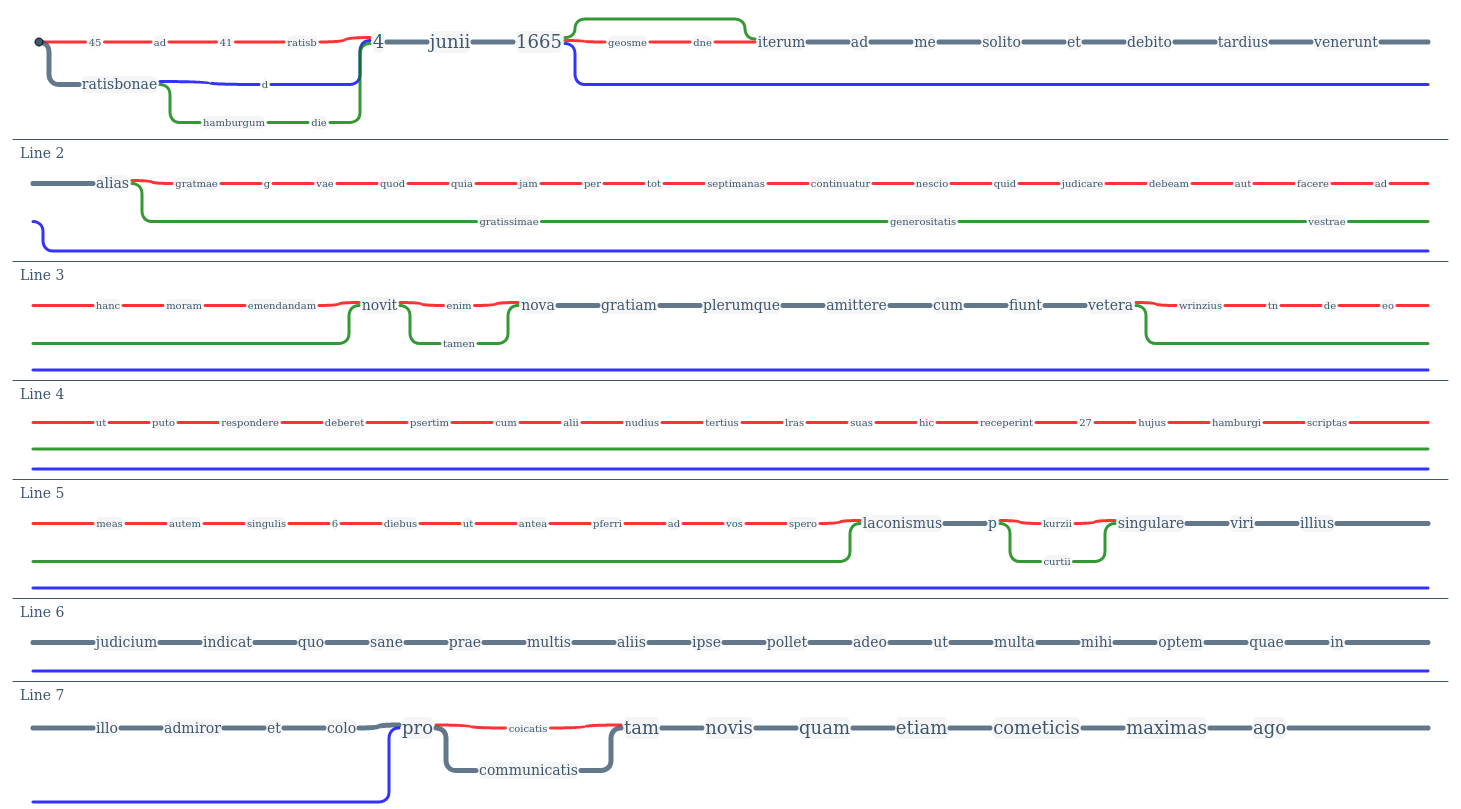 45 ad 41 ratisb 4 junii 1665 geosme dne iterum ad me solito et debito tardius venerunt
ratisbonae d
hamburgum die
Line 2
alias gratmae g vae quod quia jam per tot septimanas continuatur nescio quid judicare debeam aut facere ad
gratissimae generositatis vestrae
Line 3
hanc moram emendandam novit enim nova gratiam plerumque amittere cum fiunt vetera wrinzius tn de eo
tamen
Line 4
ut puto respondere deberet psertim cum alii nudius tertius lras suas hic receperint 27 hujus hamburgi scriptas
Line 5
meas autem singulis 6 diebus ut antea pferri ad vos spero laconismus p kurzii singulare viri illius
curtii
Line 6
judicium indicat quo sane prae multis aliis ipse pollet adeo ut multa mihi optem quae in
Line 7
illo admiror et colo pro coicatis tam novis quam etiam cometicis maximas ago
communicatis